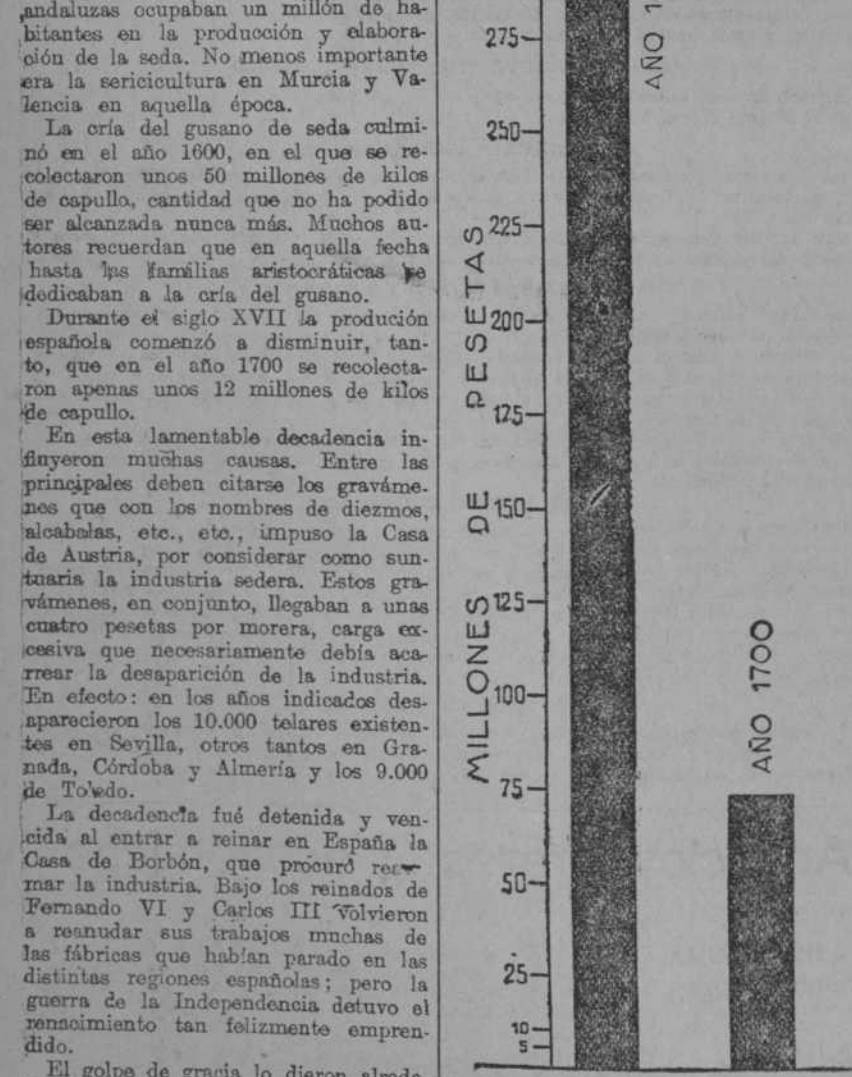 andaluzas ocupaban un millón de ha-
bitantes en la producción y elabora-
ción de la seda. No menos importante
era la sericicultura en Murcia y Va-
lencia en aquella época.
La cría del gusano de seda culmi-
nó en el año 1600, en el que se re-
colectaron unos 50 millones de kilos
de capullo, cantidad que no ha podido
ser alcanzada nunca más. Muchos au-
tores recuerdan que en aquella fecha
hasta las familias aristocráticas se
dedicaban a la cría del gusano.
Durante el siglo XVII la produción
española comenzó a disminuir, tan-
to, que en el año 1700 se recolecta-
ron apenas unos 12 millones de kilos
de capullo.
En esta lamentable decadencia in-
fluyeron muchas causas. Entre las
principales deben citarse los graváme-
nes que con los nombres de diezmos,
alcabalas, etc., etc., impuso la Casa
de Austria, por considerar como sun-
tuaria la industria sedera. Estos gra-
vámenes, en conjunto, llegaban a unas
cuatro pesetas por morera, carga ex-
cesiva que necesariamente debía aca-
rrear la desaparición de la industria.
En efecto: en los años indicados des-
aparecieron los 10.000 telares existen-
tes en Sevilla, otros tantos en Gra-
nada, Córdoba y Almería y los 9.000
de Toledo.
La decadencia fué detenida y ven-
cida al entrar a reinar en España la
Casa de Borbón, que procuró
mar la industria. Bajo los reinados de
Fernando VI y Carlos III volvieron
a reanudar sus trabajos muchas de
las fábricas que habían parado en las
distintas regiones españolas; pero la
guerra de la Independencia detuvo el
renacimiento tan felizmente empren-
dido.
El golpe de gracia lo dieron
MILLONES DE PESETAS
275
250
225
200
175
150
125
100
75
50
25
10
5
AÑO 1
AÑO 1700